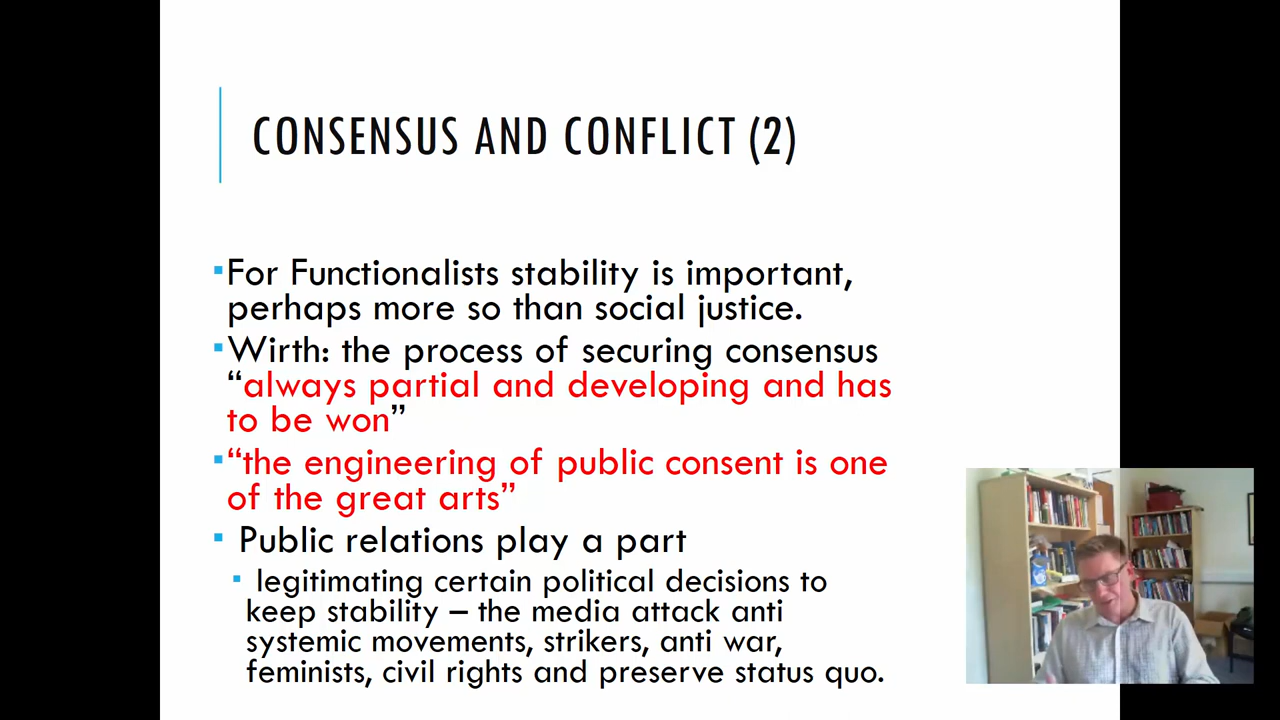 CONSENSUS AND CONFLICT (2)
▪For Functionalists stability is important,
perhaps more so than social justice.
▪Wirth: the process of securing consensus
“always partial and developing and has
to be won”
▪“the engineering of public consent is one
of the great arts”
▪ Public relations play a part
▪ legitimating certain political decisions to
keep stability – the media attack anti
systemic movements, strikers, anti war,
feminists, civil rights and preserve status quo.